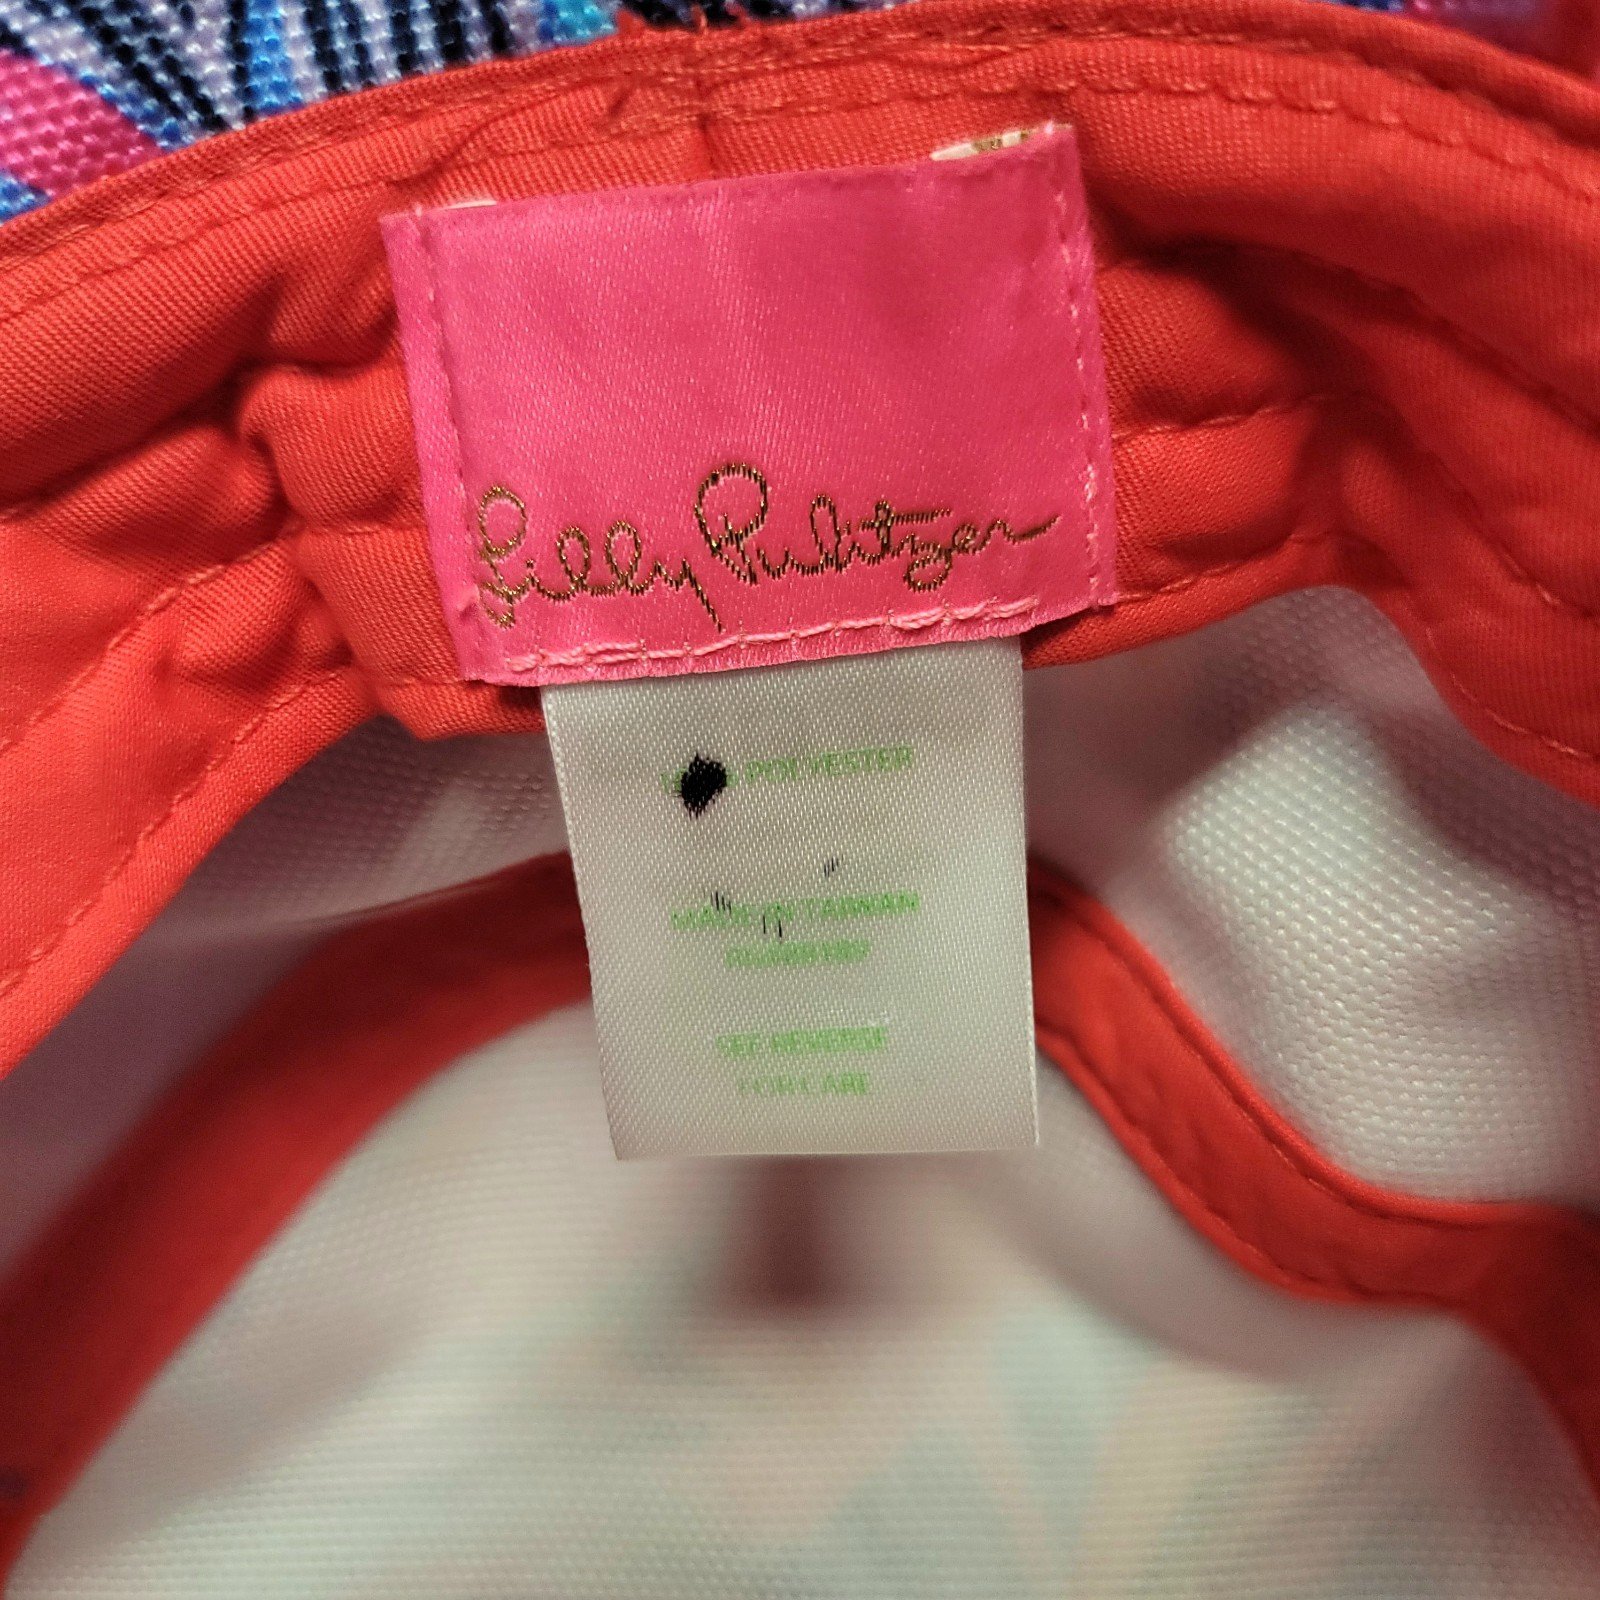 Lilly Pulitzer
POLYESTER
MADE IN TAIWAN
SEE REVERSE
FOR CARE